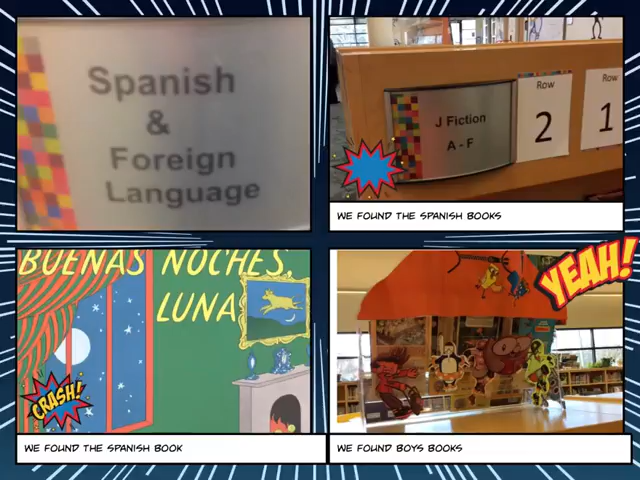 Spanish
&
Foreign
Language
J Fiction
A - F
Row
2
Row
1
WE FOUND THE SPANISH BOOKS
BUENAS NOCHES,
LUNA
CRASH!
WE FOUND THE SPANISH BOOK
YEAH!
WE FOUND BOYS BOOKS